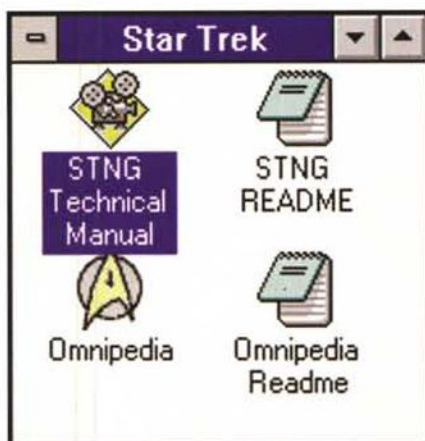 Star Trek
STNG
Technical
Manual
STNG
README
Omnipedia
Omnipedia
Readme